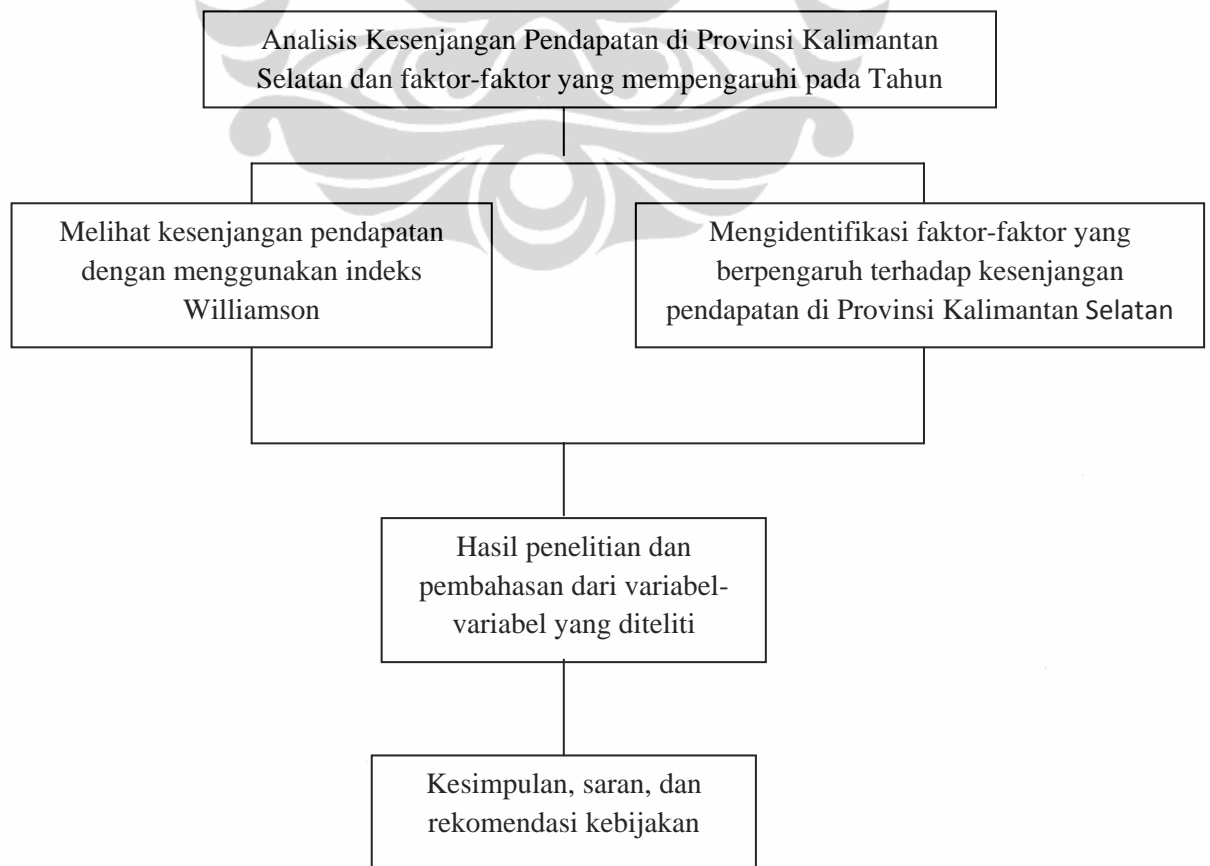 Analisis Kesenjangan Pendapatan di Provinsi Kalimantan
Selatan dan faktor-faktor yang mempengaruhi pada Tahun
Melihat kesenjangan pendapatan
dengan menggunakan indeks
Williamson
Mengidentifikasi faktor-faktor yang
berpengaruh terhadap kesenjangan
pendapatan di Provinsi Kalimantan Selatan
Hasil penelitian dan
pembahasan dari variabel-
variabel yang diteliti
Kesimpulan, saran, dan
rekomendasi kebijakan